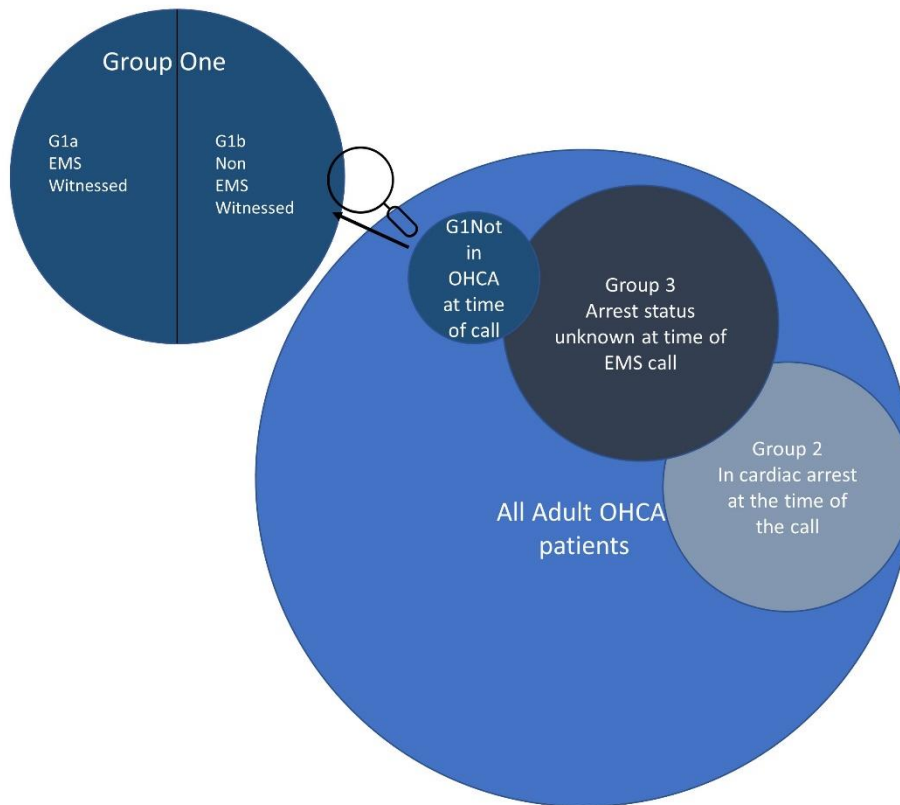 Group One
G1a
EMS
Witnessed
G1b
Non
EMS
Witnessed
G1Not
in
OHCA
at time
of call
Group 3
Arrest status
unknown at time of
EMS call
Group 2
In cardiac arrest
at the time of
the call
All Adult OHCA
patients